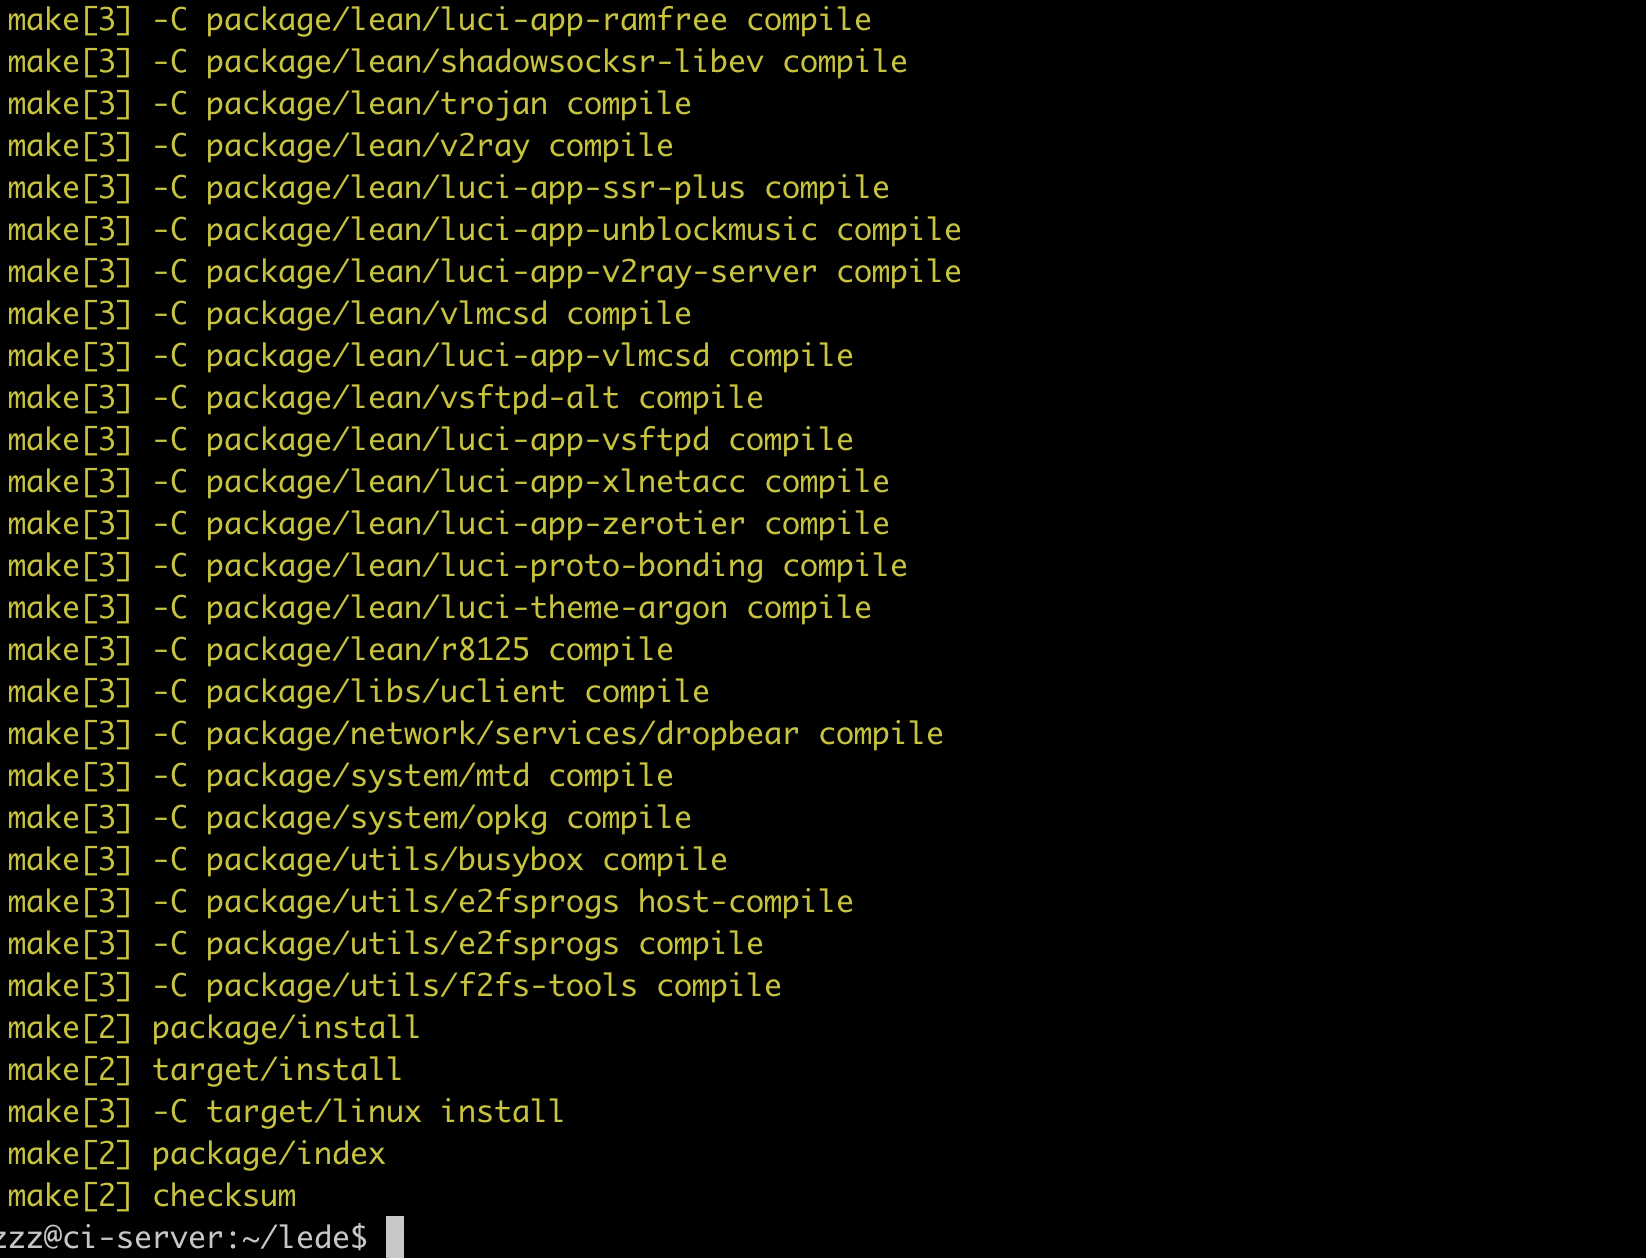 make[3] -C package/lean/luci-app-ramfree compile
make[3] -C package/lean/shadowsocksr-libev compile
make[3] -C package/lean/trojan compile
make[3] -C package/lean/v2ray compile
make[3] -C package/lean/luci-app-ssr-plus compile
make[3] -C package/lean/luci-app-unblockmusic compile
make[3] -C package/lean/luci-app-v2ray-server compile
make[3] -C package/lean/vlmcsd compile
make[3] -C package/lean/luci-app-vlmcsd compile
make[3] -C package/lean/vsftpd-alt compile
make[3] -C package/lean/luci-app-vsftpd compile
make[3] -C package/lean/luci-app-xlnetacc compile
make[3] -C package/lean/luci-app-zerotier compile
make[3] -C package/lean/luci-proto-bonding compile
make[3] -C package/lean/luci-theme-argon compile
make[3] -C package/lean/r8125 compile
make[3] -C package/libs/uclient compile
make[3] -C package/network/services/dropbear compile
make[3] -C package/system/mtd compile
make[3] -C package/system/opkg compile
make[3] -C package/utils/busybox compile
make[3] -C package/utils/e2fsprogs host-compile
make[3] -C package/utils/e2fsprogs compile
make[3] -C package/utils/f2fs-tools compile
make[2] package/install
make[2] target/install
make[3] -C target/linux install
make[2] package/index
make[2] checksum
zzz@ci-server:~/lede$